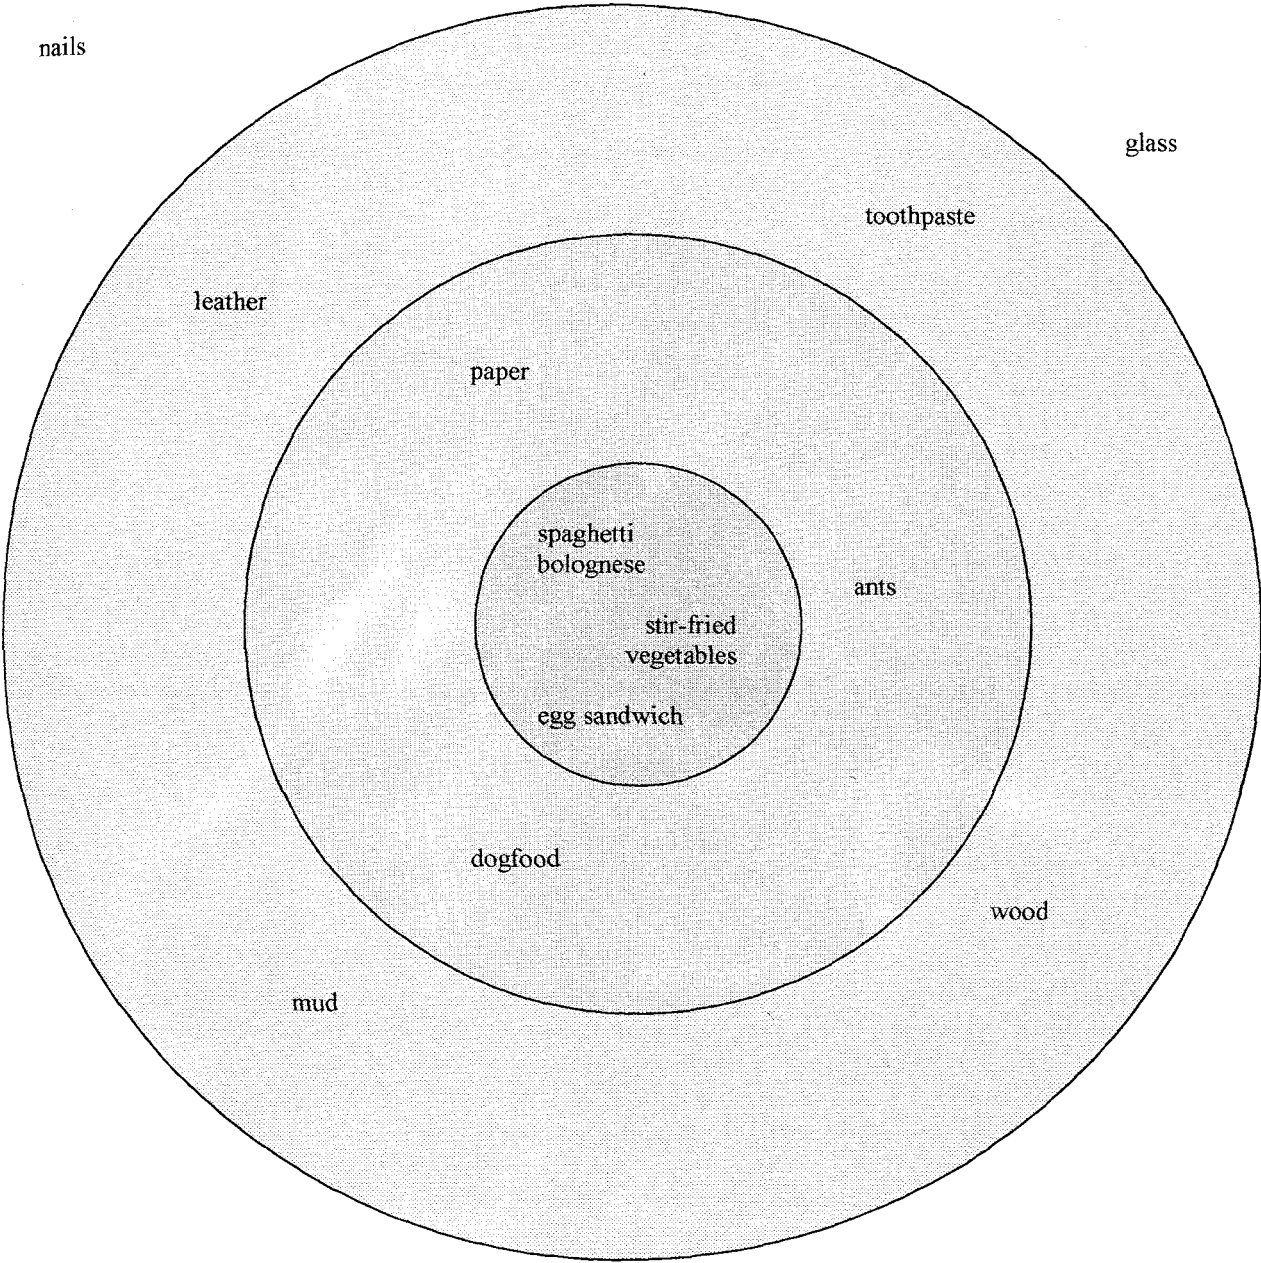 nails
glass
toothpaste
leather
paper
spaghetti
bolognese
ants
stir-fried
vegetables
egg sandwich
dogfood
wood
mud